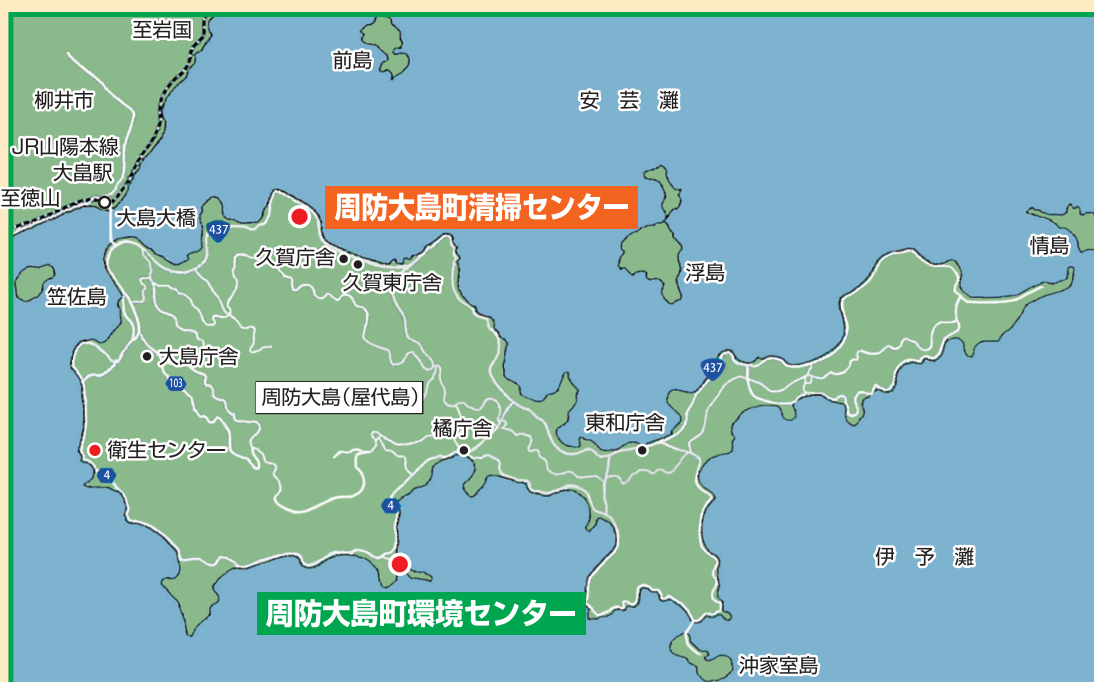 至岩国
前島
柳井市
安芸灘
JR山陽本線
大畠駅
至徳山
大島大橋
周防大島町清掃センター
437
久賀庁舎
久賀東庁舎
浮島
情島
笠佐島
大島庁舎
103
437
周防大島(屋代島)
橘庁舎
東和庁舎
衛生センター
4
4
伊予灘
周防大島町環境センター
沖家室島